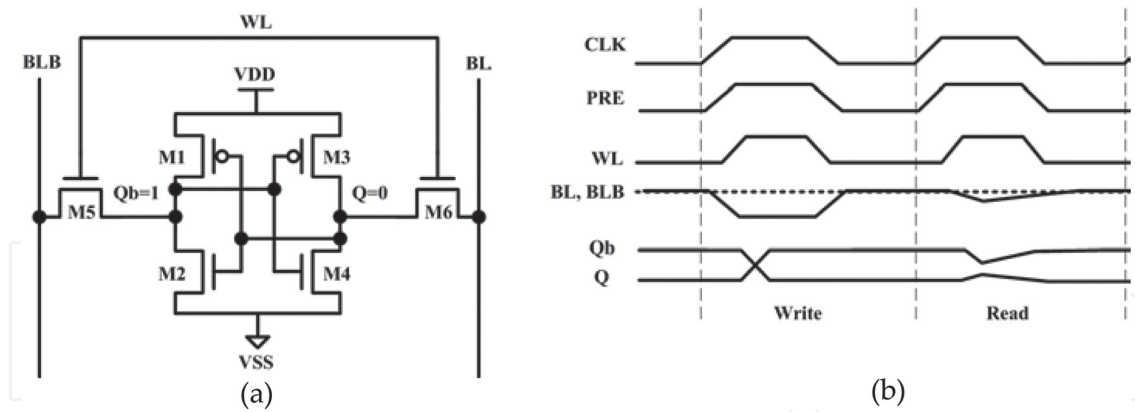 WL
BLB
BL
VDD
M1
M3
Qb=1
Q=0
M5
M6
M2
M4
VSS
(a)
CLK
PRE
WL
BL, BLB
Qb
Q
Write
Read
(b)